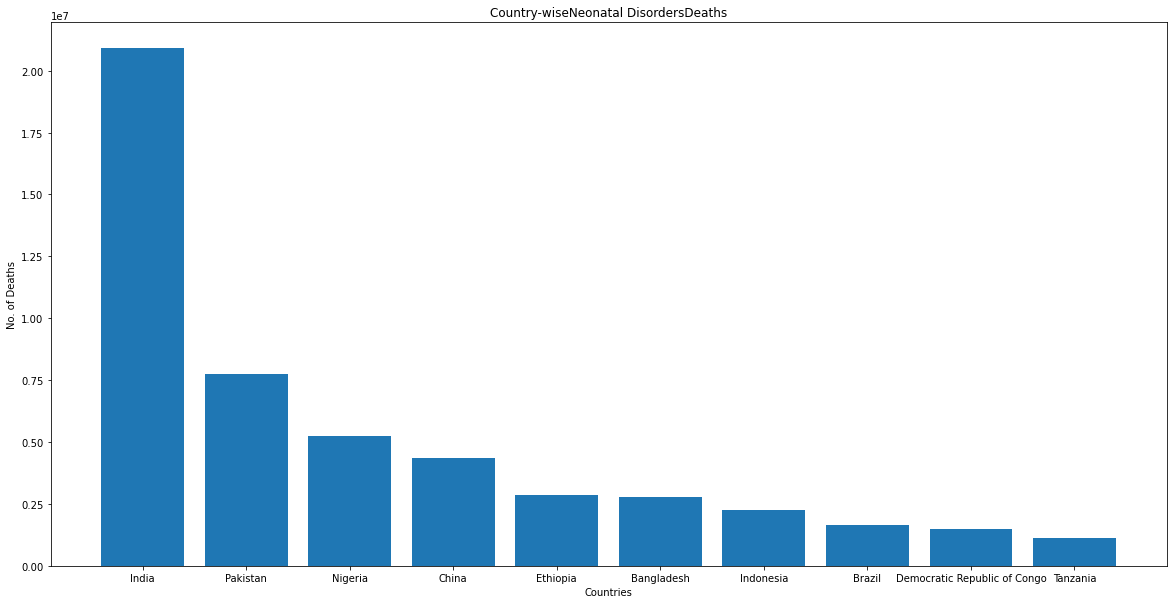 Country-wiseNeonatal DisordersDeaths
1e7
2.00
1.75
1.50
1.25
1.00
0.75
0.50
0.25
0.00
No. of Deaths
India Pakistan Nigeria China Ethiopia Bangladesh Indonesia Brazil Democratic Republic of Congo Tanzania
Countries